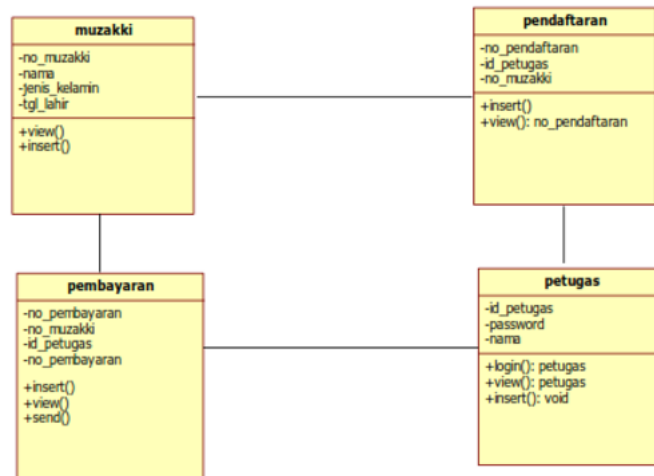 muzakki
-no_muzakki
-nama
-jenis_kelamin
-tgl_lahir
+view()
+insert()
pendaftaran
-no_pendaftaran
-id_petugas
-no_muzakki
+insert()
+view(): no_pendaftaran
pembayaran
-no_pembayaran
-no_muzakki
-id_petugas
-no_pembayaran
+insert()
+view()
+send()
petugas
-id_petugas
-password
-nama
+login(): petugas
+view(): petugas
+insert(): void